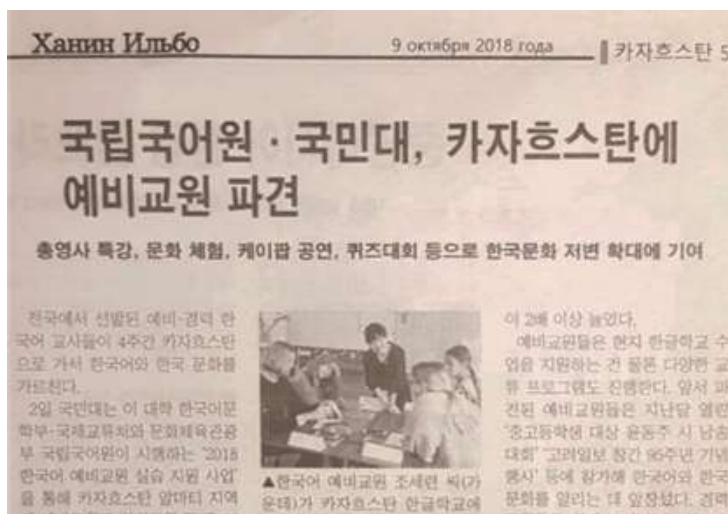 Ханин Ильбо
9 октября 2018 года
카자흐스탄 5
국립국어원 · 국민대, 카자흐스탄에
예비교원 파견
총영사 특강, 문화 체험, 케이팝 공연, 퀴즈대회 등으로 한국문화 저변 확대에 기여
전국에서 선발된 예비·경력 한
국어 교사들이 4주간 카자흐스탄
으로 가서 한국어와 한국 문화를
가르친다.
2일 국민대는 이 대학 한국어문
학부·국제교류처와 문화체육관광
부 국립국어원이 시행하는 '2018
한국어 예비교원 실습 지원 사업'
을 통해 카자흐스탄 알마티 지역
▲한국어 예비교원 조세련 씨(가
운데)가 카자흐스탄 한글학교에
이 2배 이상 늘었다.
예비교원들은 현지 한글학교 수
업을 지원하는 건 물론 다양한 교
류 프로그램도 진행한다. 앞서 파
견된 예비교원들은 지난달 열린
'중고등학생 대상 윤동주 시 낭송
대회' '고려일보 창간 95주년 기념
행사' 등에 참가해 한국어와 한국
문화를 알리는 데 앞장섰다. 경력